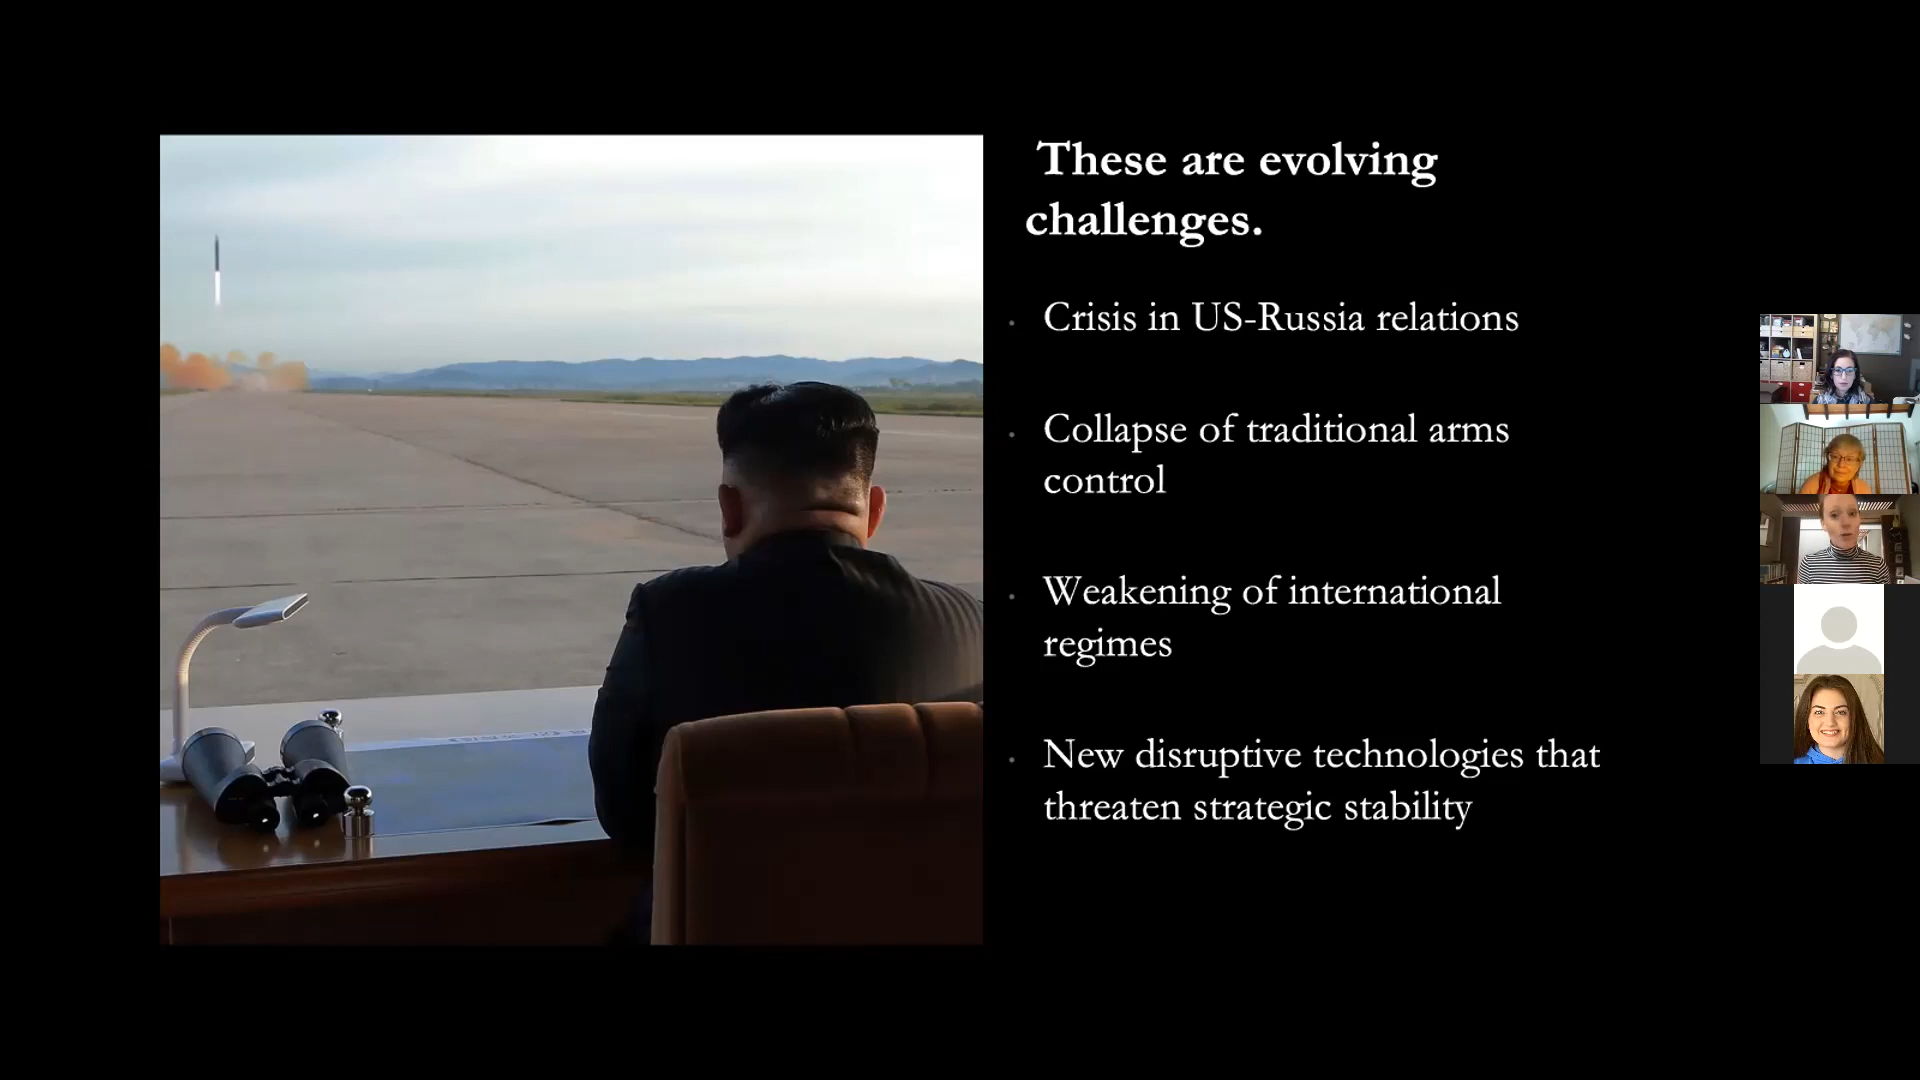 These are evolving
challenges.
Crisis in US-Russia relations
Collapse of traditional arms
control
Weakening of international
regimes
New disruptive technologies that
threaten strategic stability